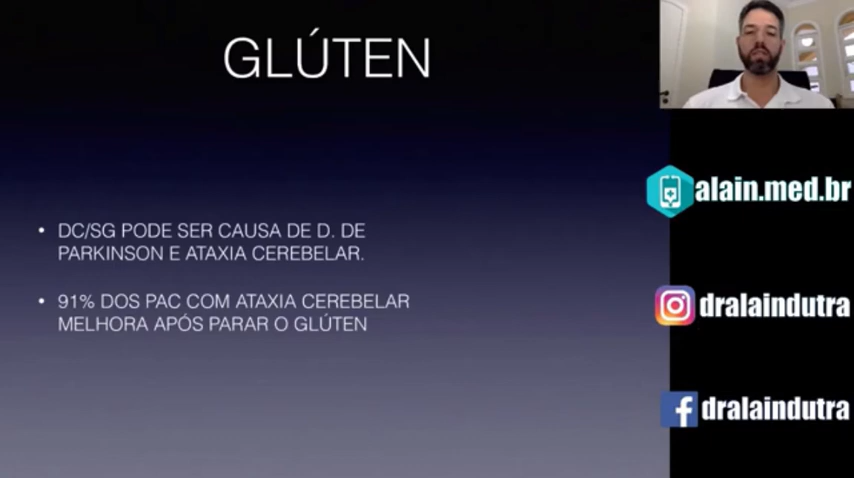 GLÚTEN
• DC/SG PODE SER CAUSA DE D. DE
PARKINSON E ATAXIA CEREBELAR.
• 91% DOS PAC COM ATAXIA CEREBELAR
MELHORA APÓS PARAR O GLÚTEN
alain.med.br
dralaindutra
dralaindutra